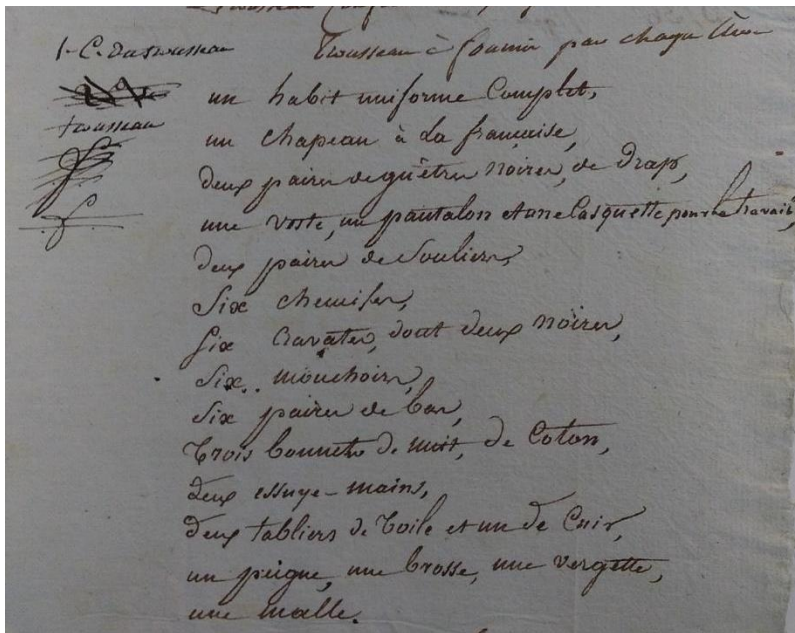 Trousseau à fournir par chaque Élève
un habit uniforme Complet,
trousseau
un chapeau à la française,
deux paires de guêtres noires, de Drap,
une veste, un pantalon et une Casquette pour le travail,
deux paires de Souliers,
Six chemises,
Six Cravates, dont deux noires,
Six mouchoirs,
Six paires de bas,
Trois bonnets de nuit, de Coton,
deux essuye-mains,
deux tabliers de Toile et un de Cuir,
un peigne, une brosse, une vergette,
une malle.